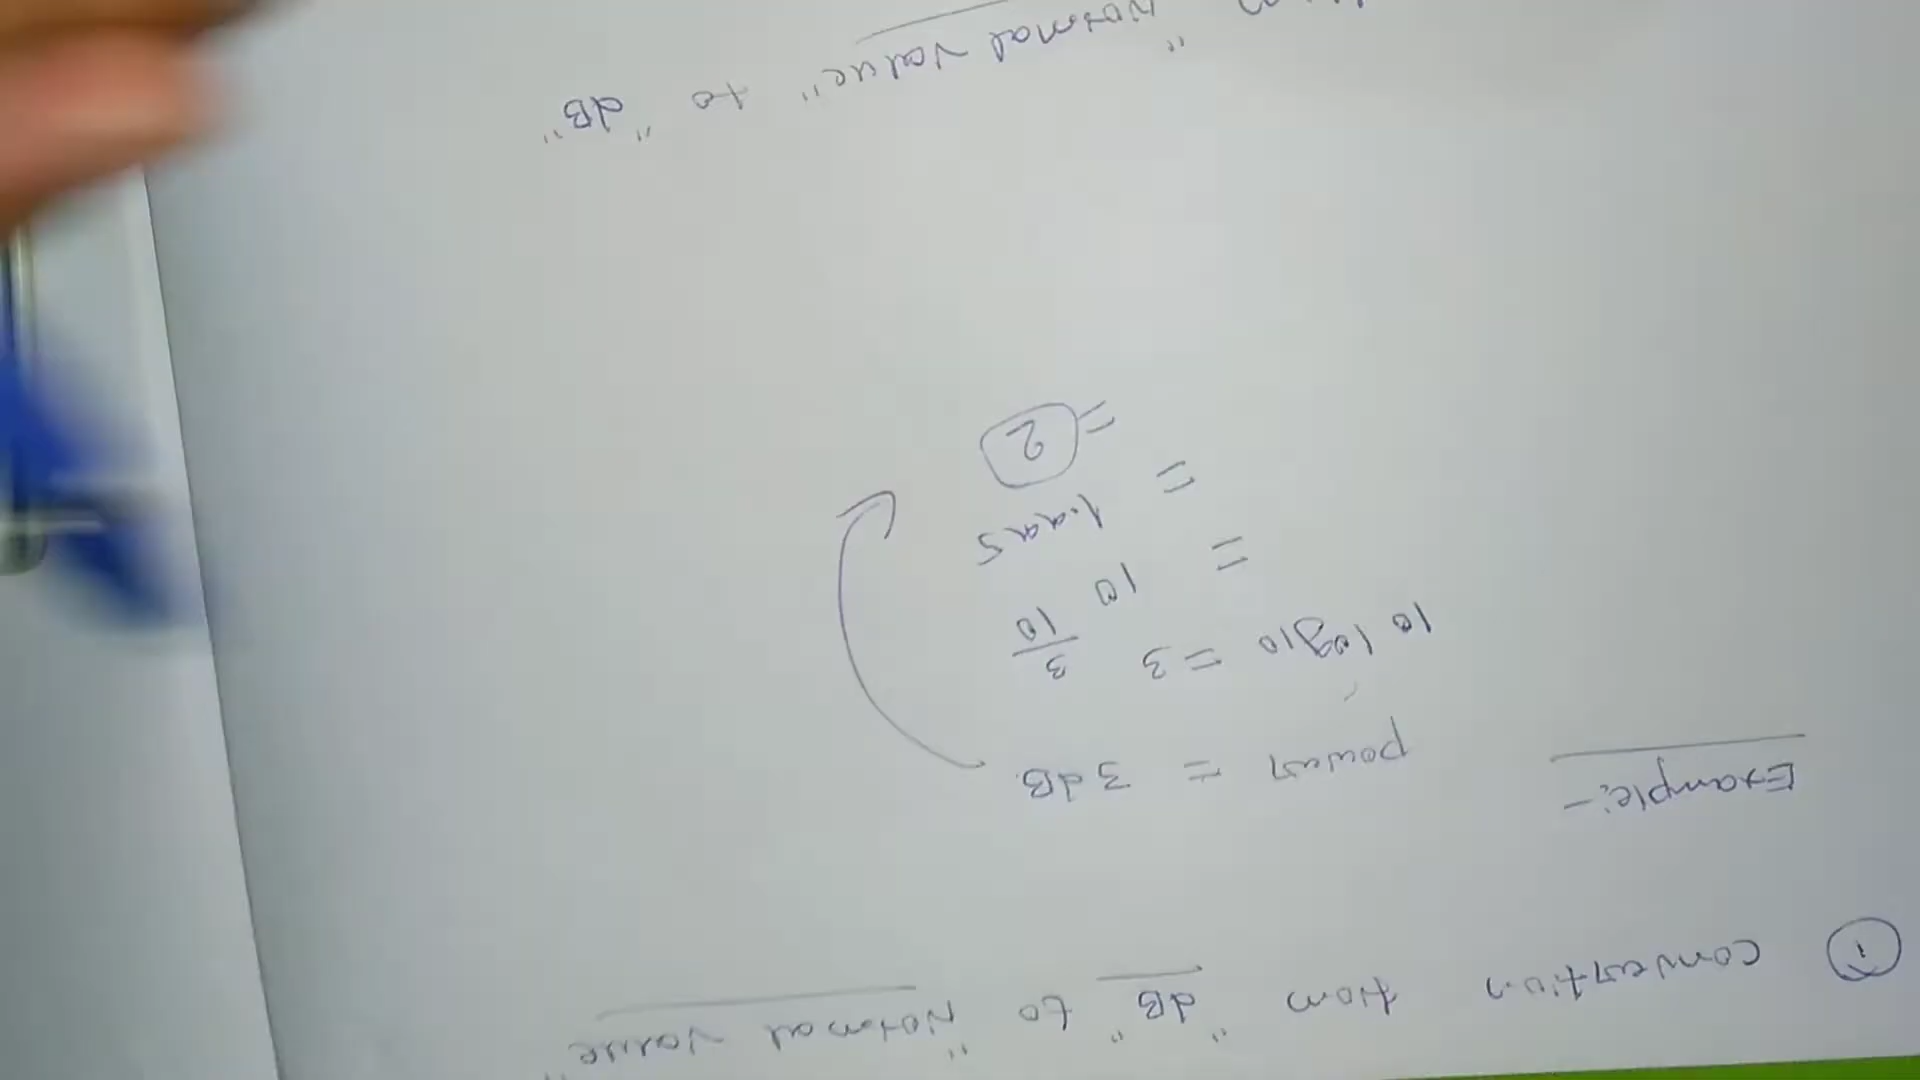 ① conversion from "dB" to "Normal value"
Example:-
power = 3 dB
10 log10 = 3
= 10 3/10
= 1.995
= 2
"Normal value" to "dB"